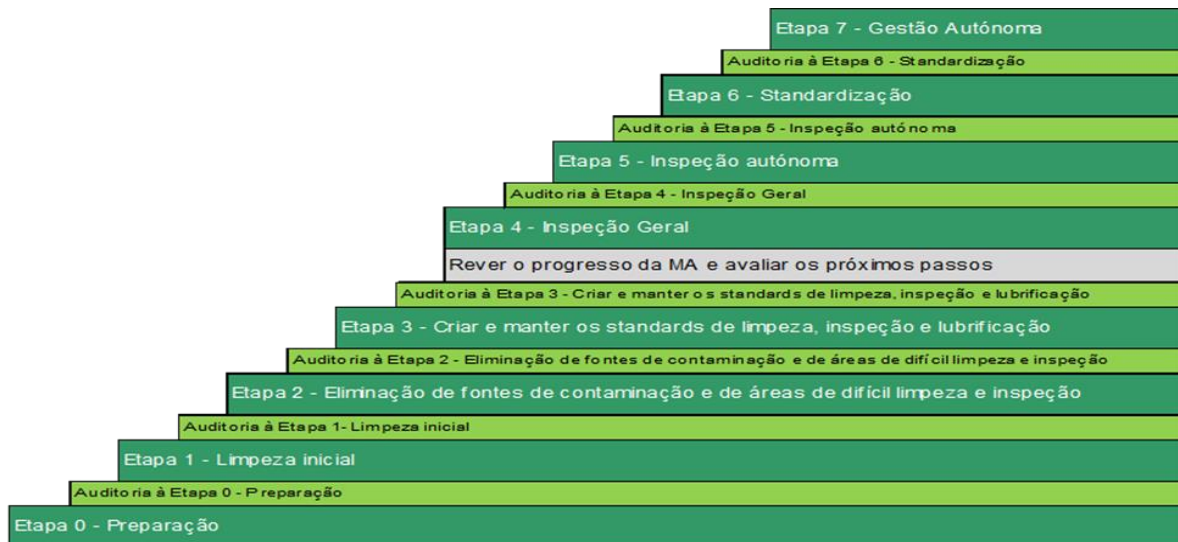 Etapa 7 - Gestão Autónoma
Auditoria à Etapa 6 - Standardização
Etapa 6 - Standardização
Auditoria à Etapa 5 - Inspeção autónoma
Etapa 5 - Inspeção autónoma
Auditoria à Etapa 4 - Inspeção Geral
Etapa 4 - Inspeção Geral
Rever o progresso da MA e avaliar os próximos passos
Auditoria à Etapa 3 - Criar e manter os standards de limpeza, inspeção e lubrificação
Etapa 3 - Criar e manter os standards de limpeza, inspeção e lubrificação
Auditoria à Etapa 2 - Eliminação de fontes de contaminação e de áreas de difícil limpeza e inspeção
Etapa 2 - Eliminação de fontes de contaminação e de áreas de difícil limpeza e inspeção
Auditoria à Etapa 1- Limpeza inicial
Etapa 1 - Limpeza inicial
Auditoria à Etapa 0 - Preparação
Etapa 0 - Preparação